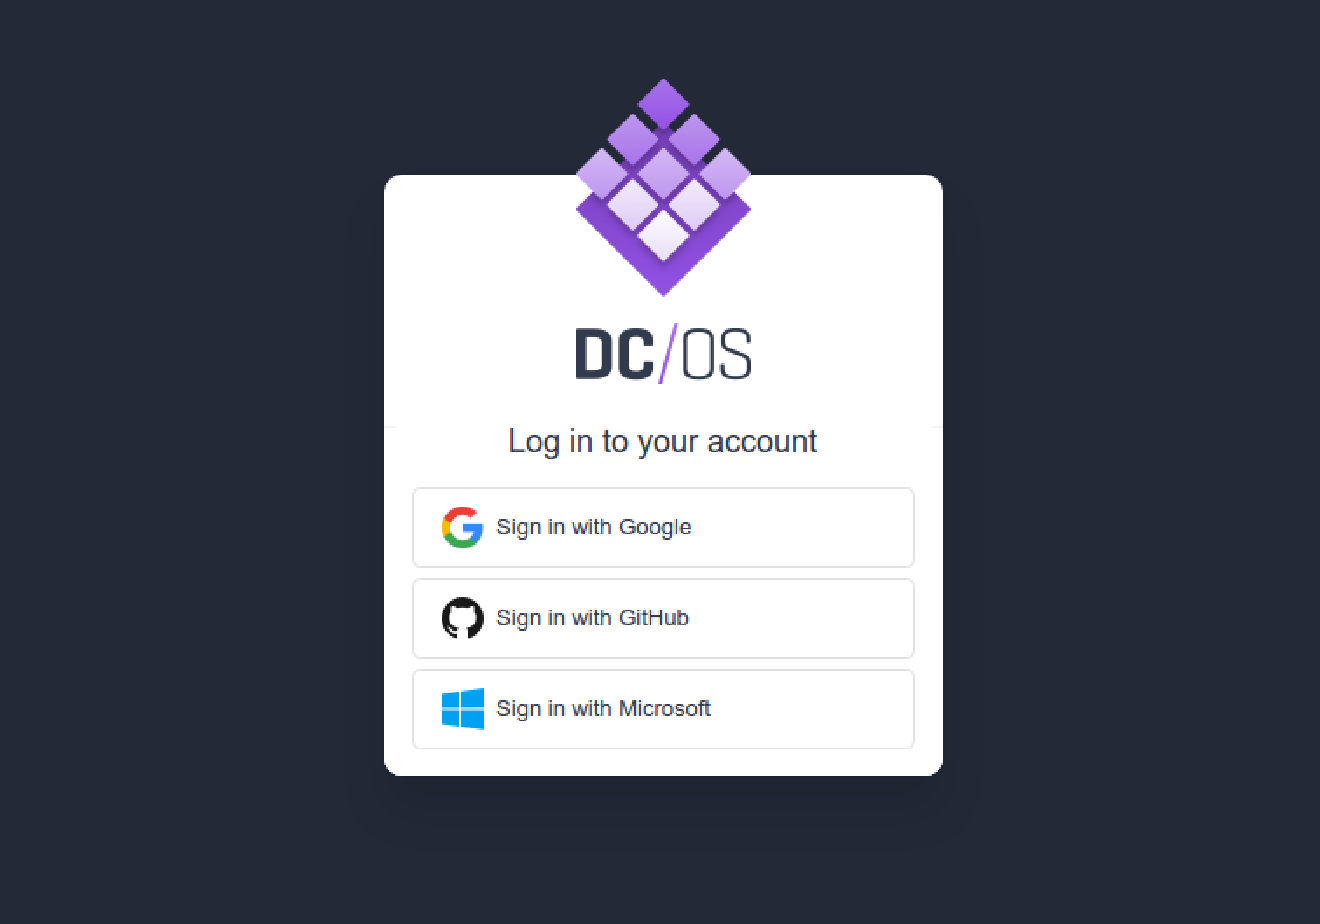 DC/OS
Log in to your account
Sign in with Google
Sign in with GitHub
Sign in with Microsoft